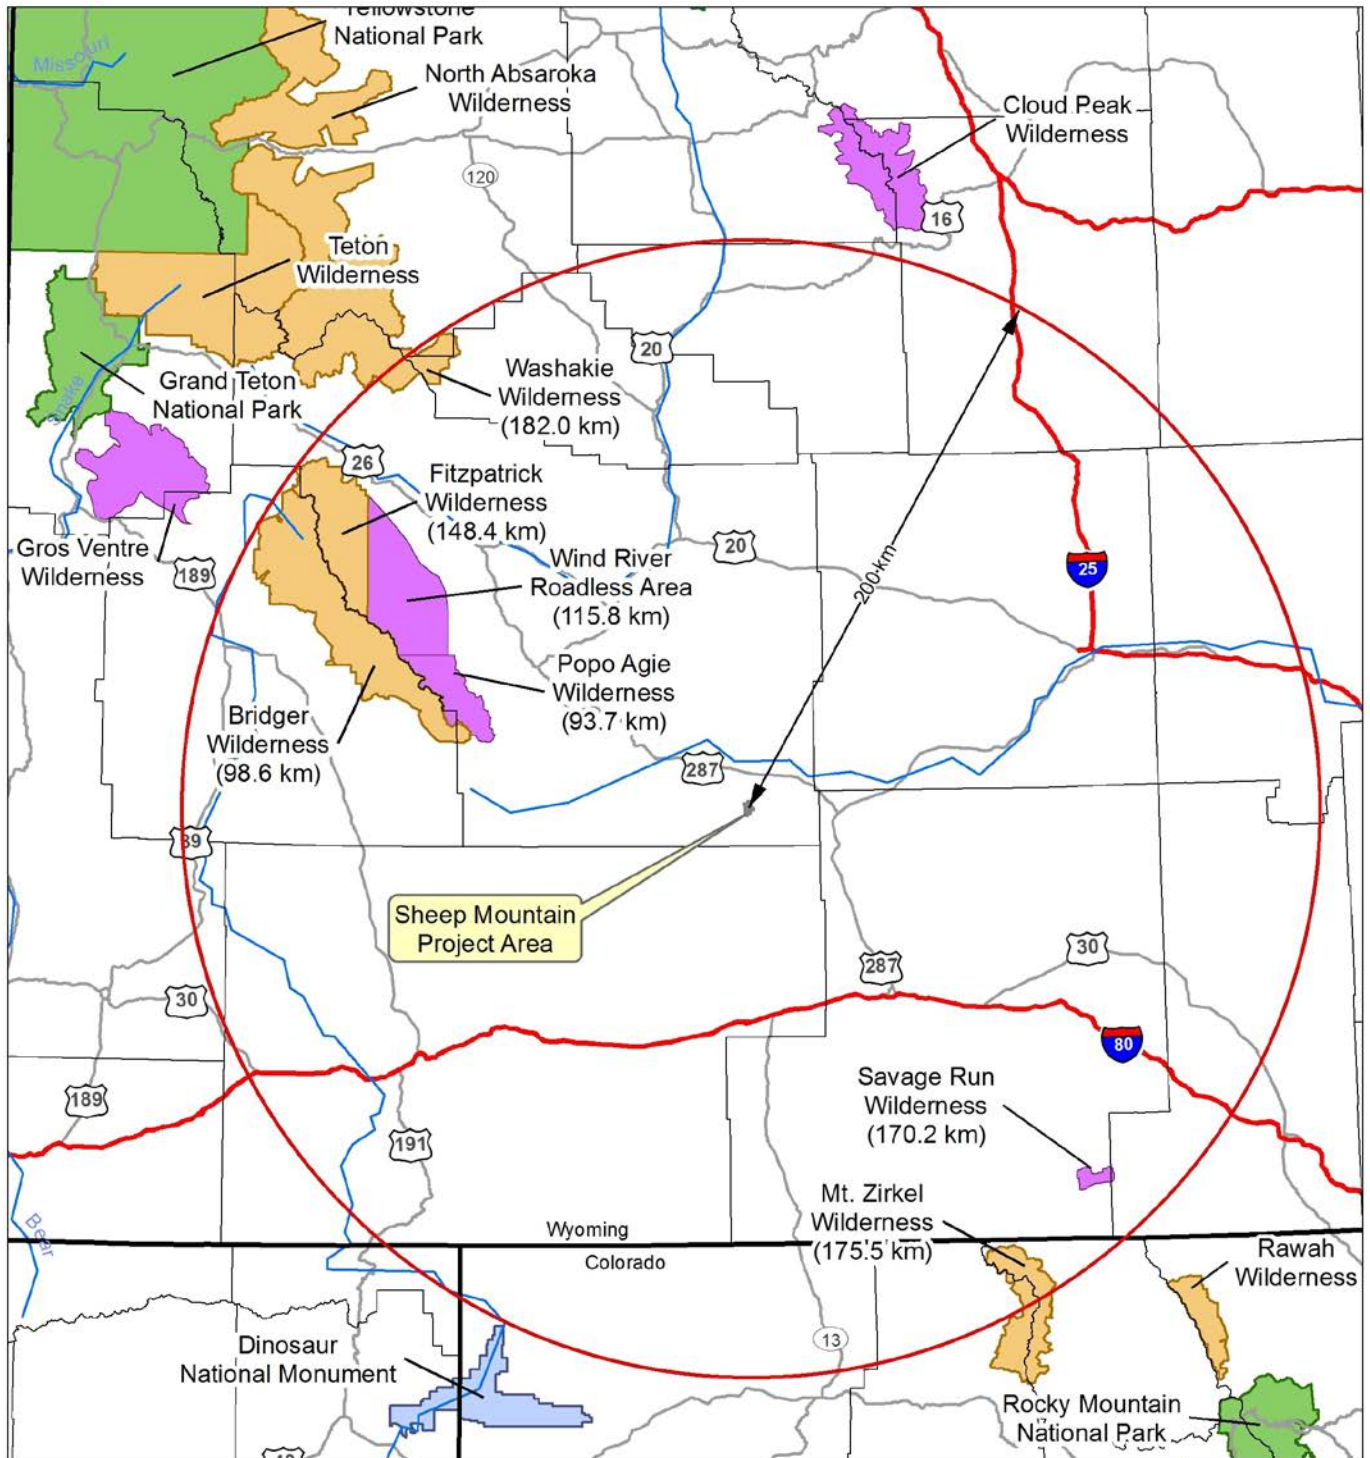 Yellowstone
National Park
Missouri
North Absaroka
Wilderness
Cloud Peak
Wilderness
120
16
Teton
Wilderness
20
Washakie
Wilderness
(182.0 km)
Grand Teton
National Park
Snake
26
Fitzpatrick
Wilderness
(148.4 km)
Gros Ventre
Wilderness
189
20
Wind River
Roadless Area
(115.8 km)
25
200 km
Popo Agie
Wilderness
(93.7 km)
Bridger
Wilderness
(98.6 km)
287
89
Sheep Mountain
Project Area
287
30
30
80
189
191
Savage Run
Wilderness
(170.2 km)
Mt. Zirkel
Wilderness
(175.5 km)
Bear
Wyoming
Colorado
Rawah
Wilderness
Dinosaur
National Monument
13
Rocky Mountain
National Park